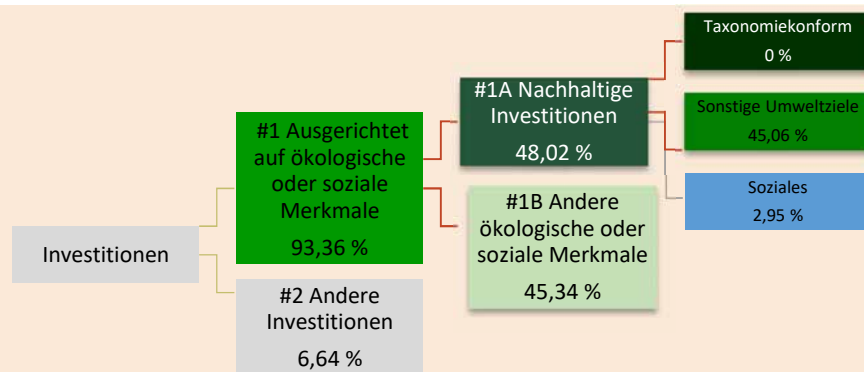 Investitionen
#1 Ausgerichtet
auf ökologische
oder soziale
Merkmale
93,36 %
#2 Andere
Investitionen
6,64 %
#1A Nachhaltige
Investitionen
48,02 %
#1B Andere
ökologische oder
soziale Merkmale
45,34 %
Taxonomiekonform
0 %
Sonstige Umweltziele
45,06 %
Soziales
2,95 %